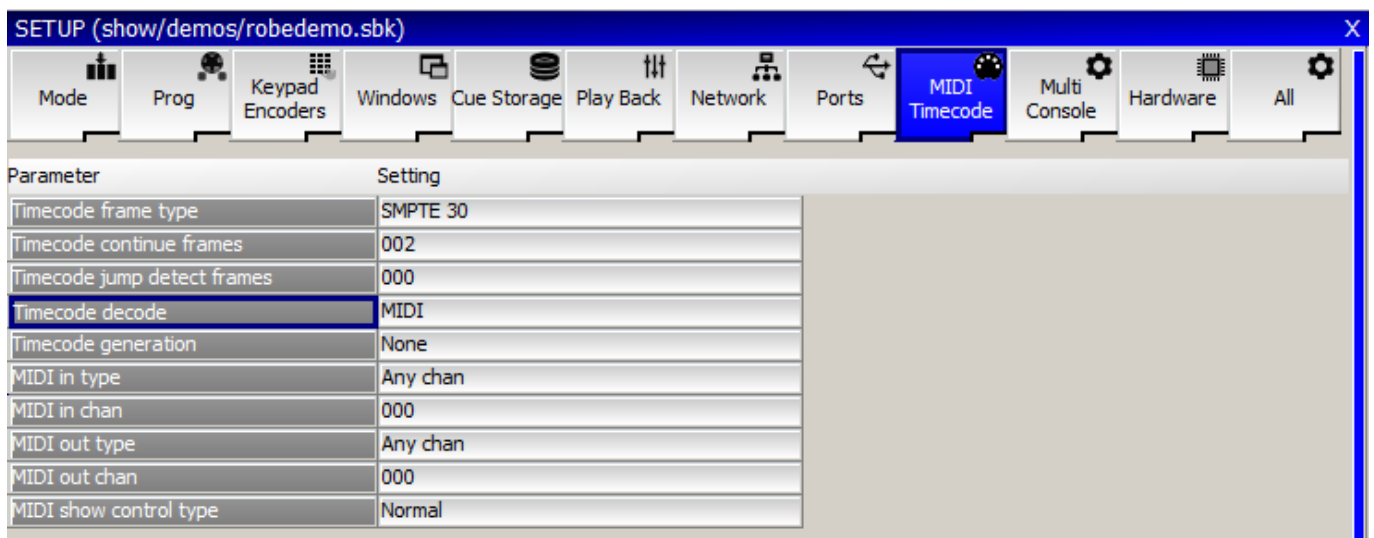 SETUP (show/demos/robedemo.sbk) X
Mode Prog Keypad Encoders Windows Cue Storage Play Back Network Ports MIDI Timecode Multi Console Hardware All
Parameter Setting
Timecode frame type SMPTE 30
Timecode continue frames 002
Timecode jump detect frames 000
Timecode decode MIDI
Timecode generation None
MIDI in type Any chan
MIDI in chan 000
MIDI out type Any chan
MIDI out chan 000
MIDI show control type Normal